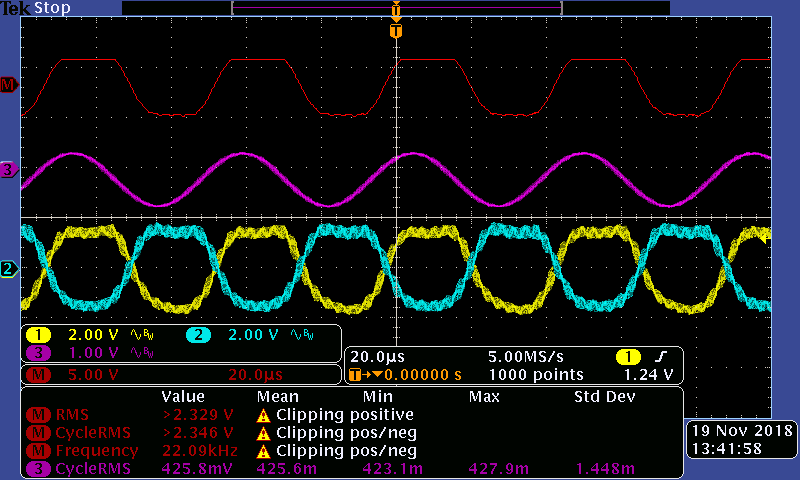 Tek Stop
T
T
M
3
2
1 2.00 V BW 2 2.00 V BW
3 1.00 V BW
M 5.00 V 20.0µs
20.0µs 5.00MS/s 1
T→▼0.00000 s 1000 points 1.24 V
Value Mean Min Max Std Dev
M RMS >2.329 V Clipping positive
M CycleRMS >2.346 V Clipping pos/neg
M Frequency 22.09kHz Clipping pos/neg
3 CycleRMS 425.8mV 425.6m 423.1m 427.9m 1.448m
19 Nov 2018
13:41:58